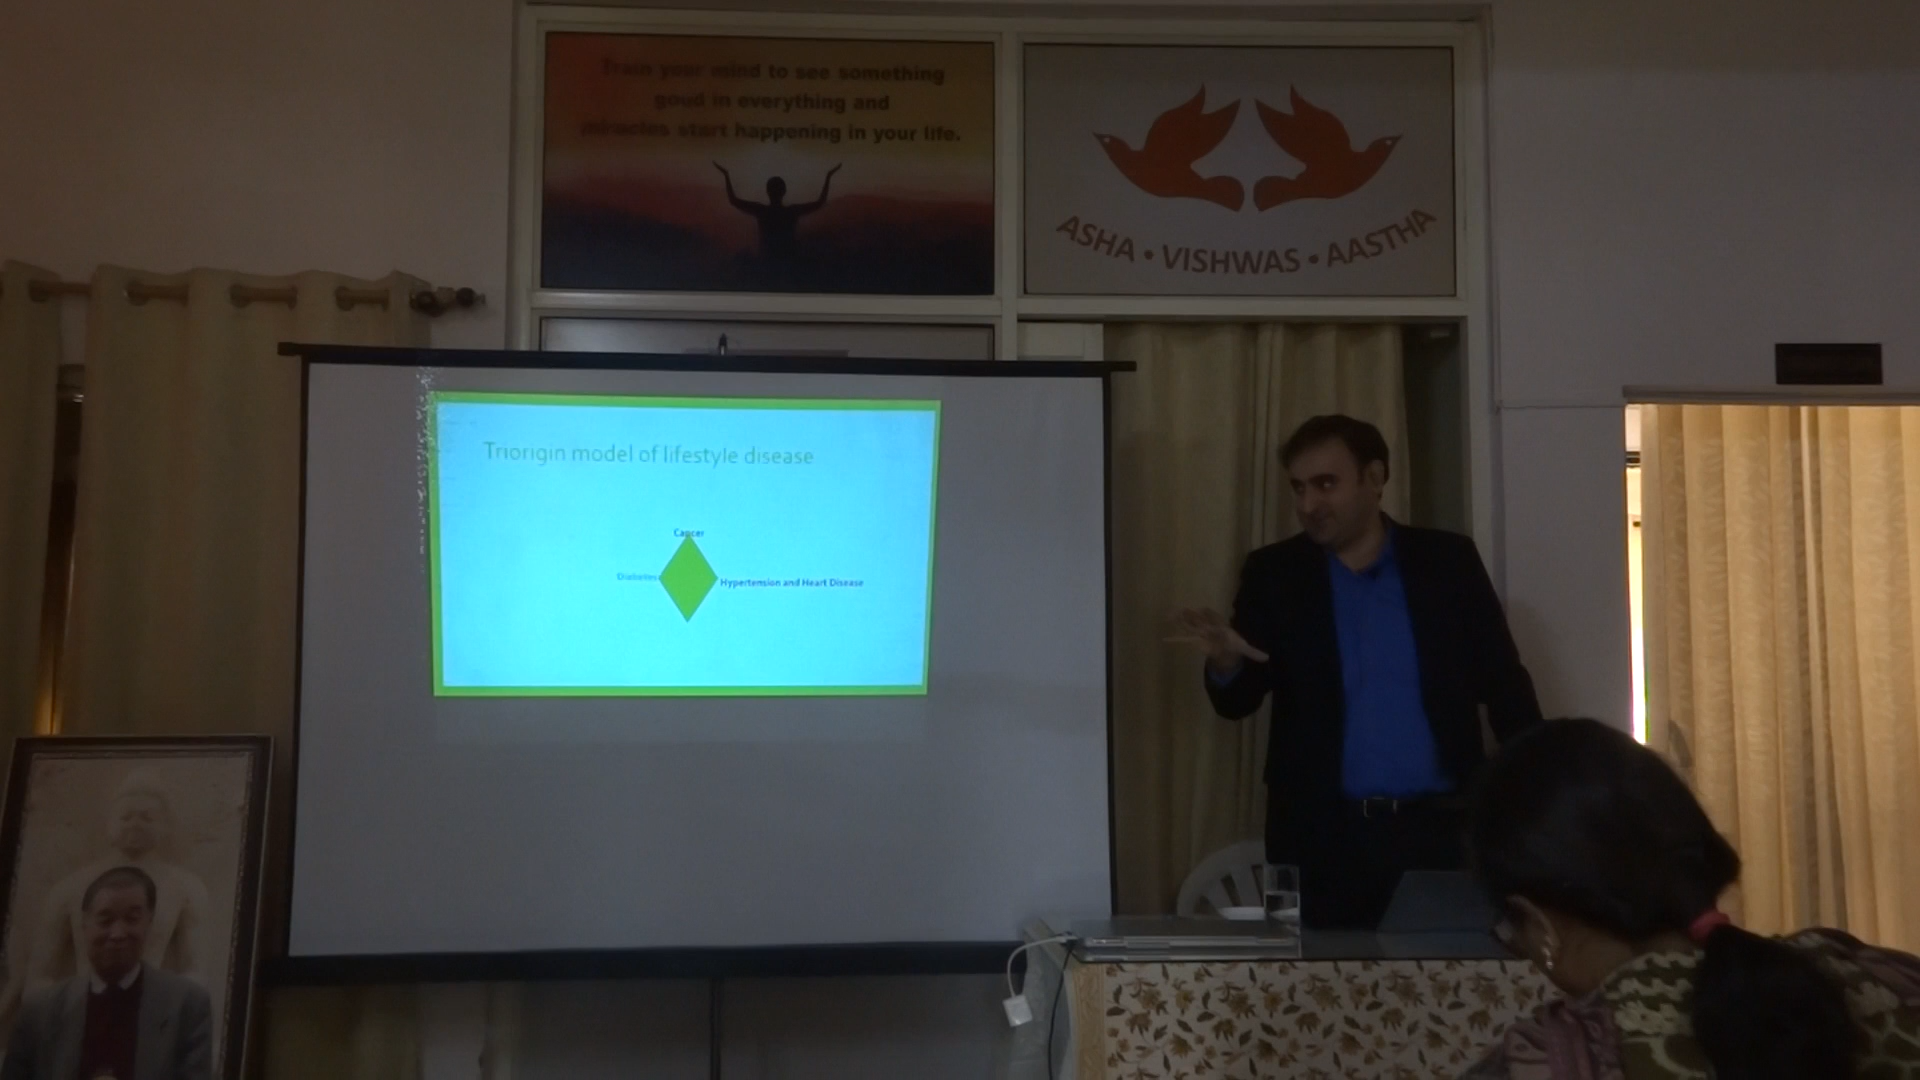 Train your mind to see something
good in everything and
miracles start happening in your life.
ASHA • VISHWAS • AASTHA
Triorigin model of lifestyle disease
Cancer
Diabetes
Hypertension and Heart Disease